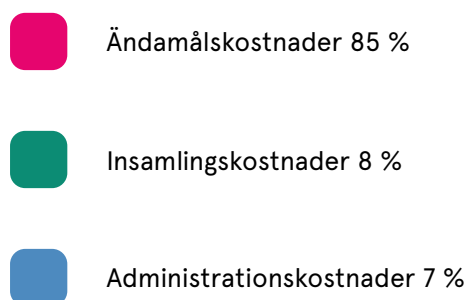 Ändamålskostnader 85 %
Insamlingskostnader 8 %
Administrationskostnader 7 %